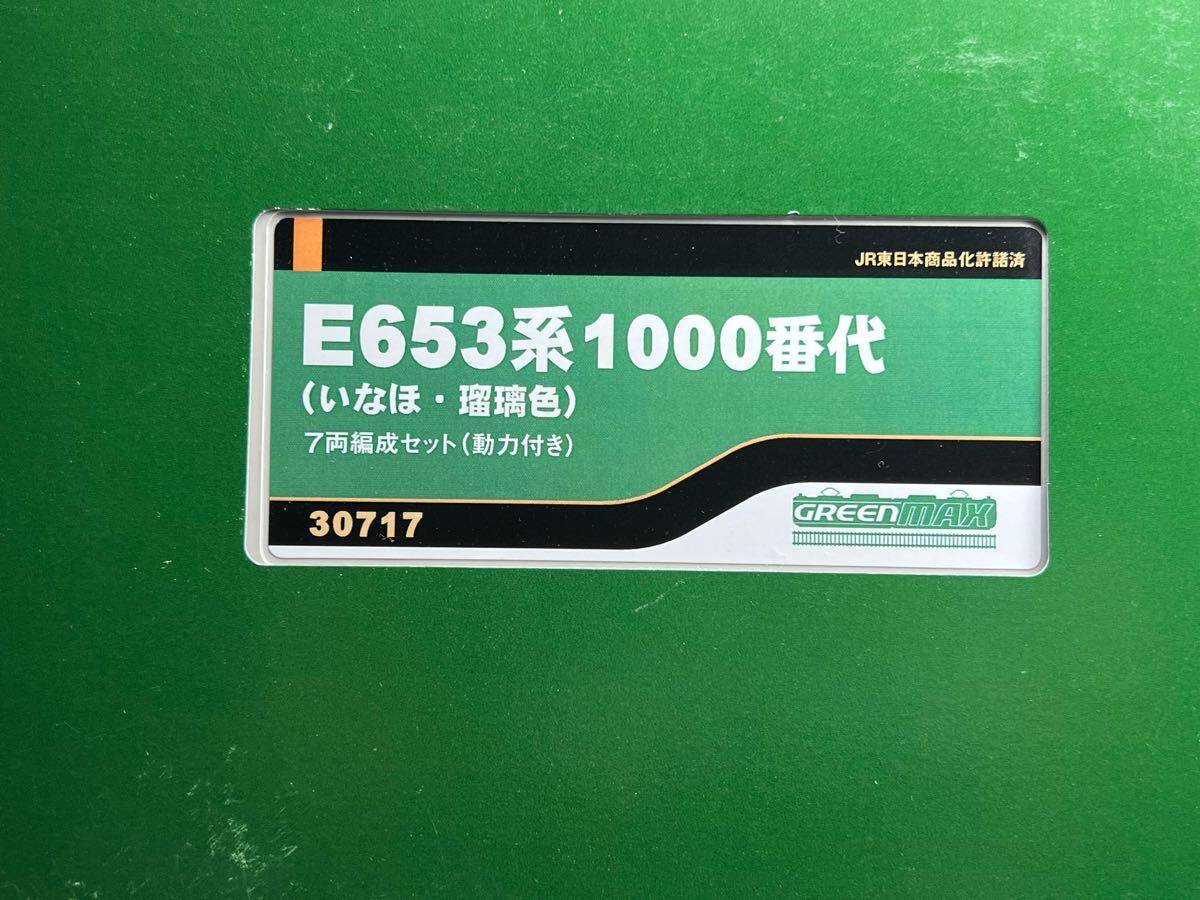 JR東日本商品化許諾済
E653系1000番代
(いなほ・瑠璃色)
7両編成セット(動力付き)
30717
GREENMAX